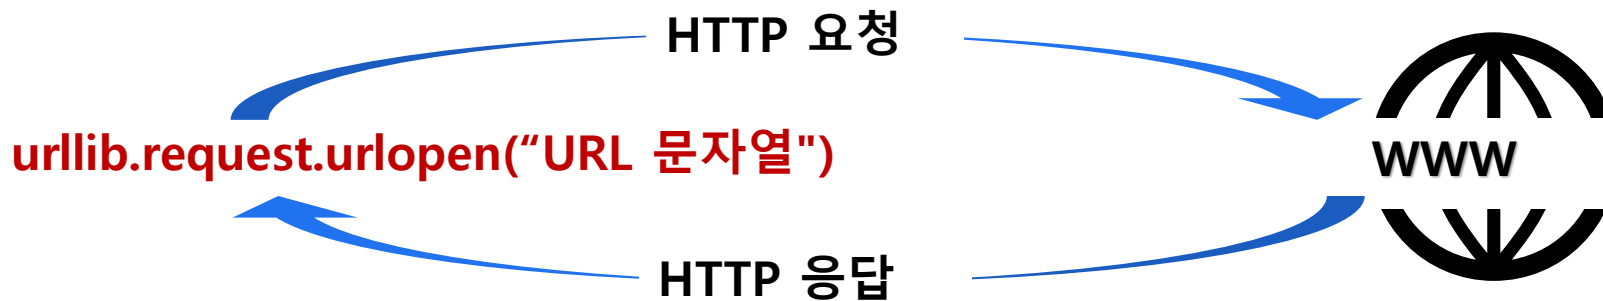 HTTP 요청
urllib.request.urlopen(“URL 문자열")
WWW
HTTP 응답